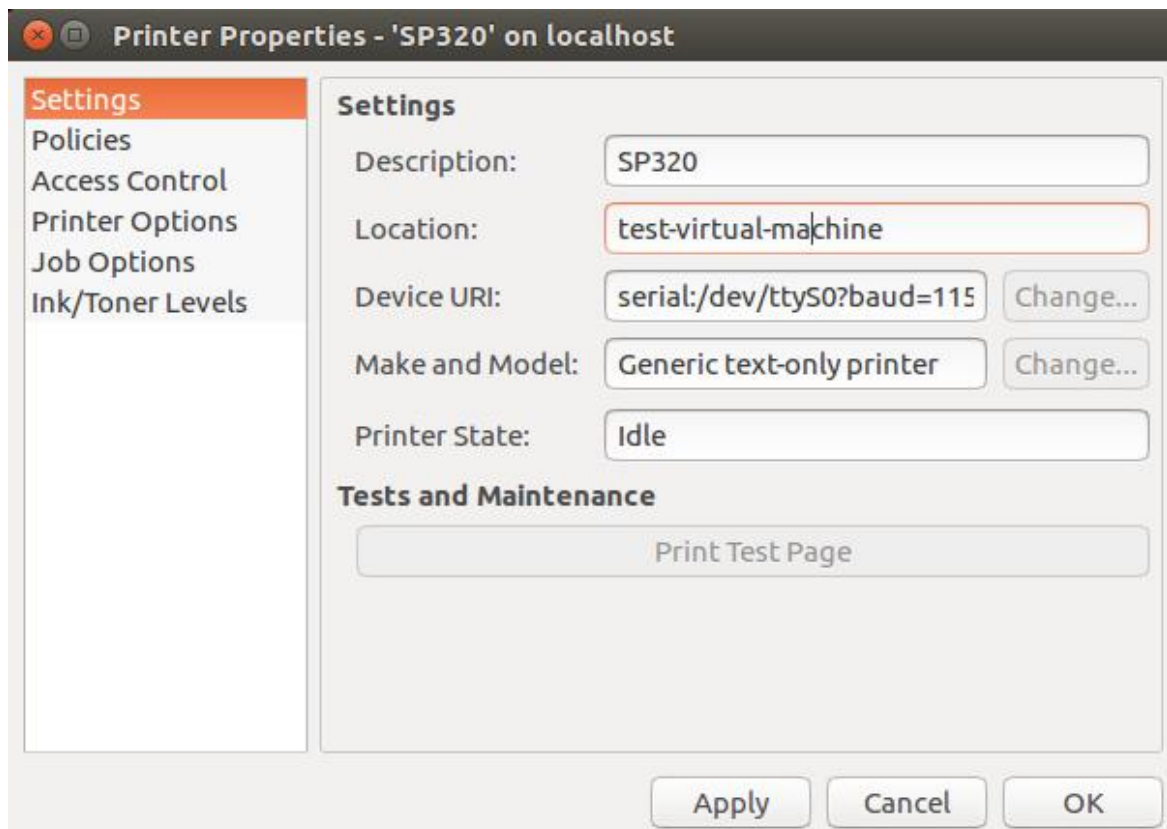 Printer Properties - 'SP320' on localhost
Settings
Policies
Access Control
Printer Options
Job Options
Ink/Toner Levels
Settings
Description: SP320
Location: test-virtual-machine
Device URI: serial:/dev/ttyS0?baud=115 Change...
Make and Model: Generic text-only printer Change...
Printer State: Idle
Tests and Maintenance
Print Test Page
Apply Cancel OK